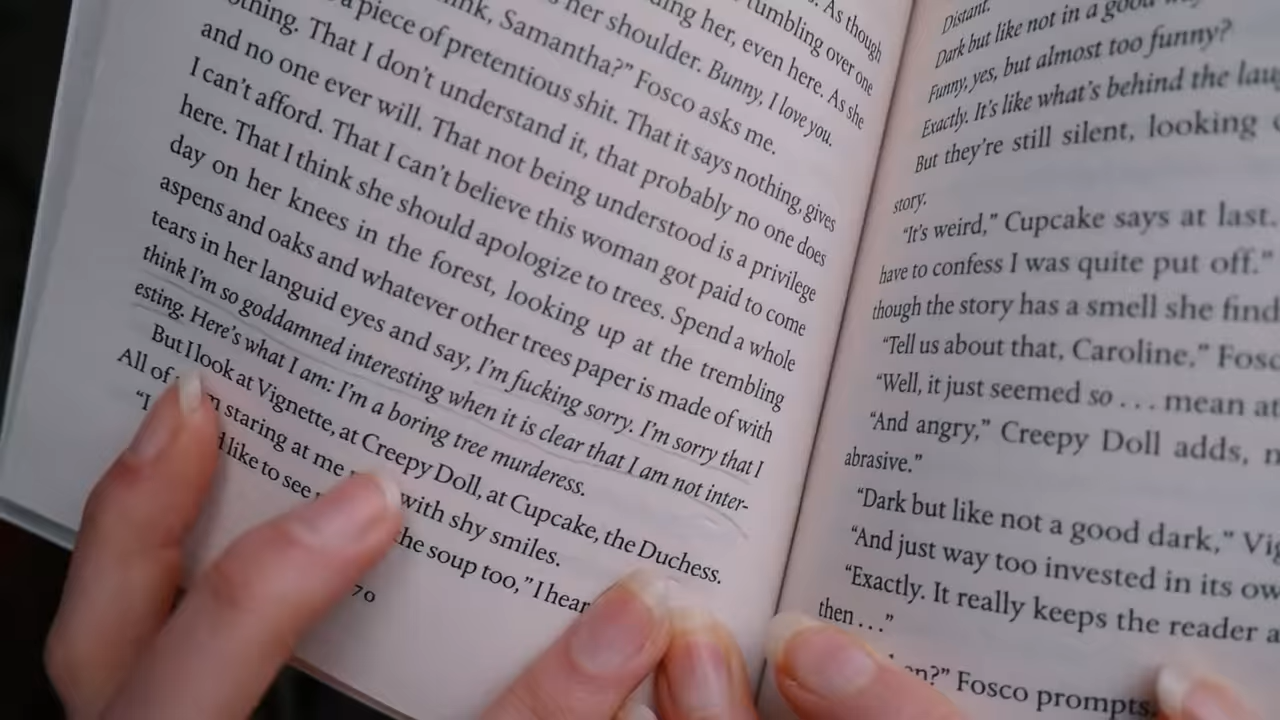 . As though
tumbling over one
ding her, even here. As she
s her shoulder. Bunny, I love you.
nk, Samantha?” Fosco asks me.
a piece of pretentious shit. That it says nothing, gives
othing. That I don’t understand it, that probably no one does
and no one ever will. That not being understood is a privilege
I can’t afford. That I can’t believe this woman got paid to come
here. That I think she should apologize to trees. Spend a whole
day on her knees in the forest, looking up at the trembling
aspens and oaks and whatever other trees paper is made of with
tears in her languid eyes and say, I’m fucking sorry. I’m sorry that I
think I’m so goddamned interesting when it is clear that I am not inter-
esting. Here’s what I am: I’m a boring tree murderess.
But I look at Vignette, at Creepy Doll, at Cupcake, the Duchess.
All of m staring at me with shy smiles.
“I d like to see the soup too,” I hear
70
Distant.
Dark but like not in a good
Funny, yes, but almost too funny?
Exactly. It’s like what’s behind the lau
But they’re still silent, looking
story.
“It’s weird,” Cupcake says at last.
have to confess I was quite put off.”
though the story has a smell she find
“Tell us about that, Caroline,” Fosc
“Well, it just seemed so . . . mean at
“And angry,” Creepy Doll adds,
abrasive.”
“Dark but like not a good dark,” Vig
“And just way too invested in its ow
“Exactly. It really keeps the reader a
then . . .”
en?” Fosco prompts.